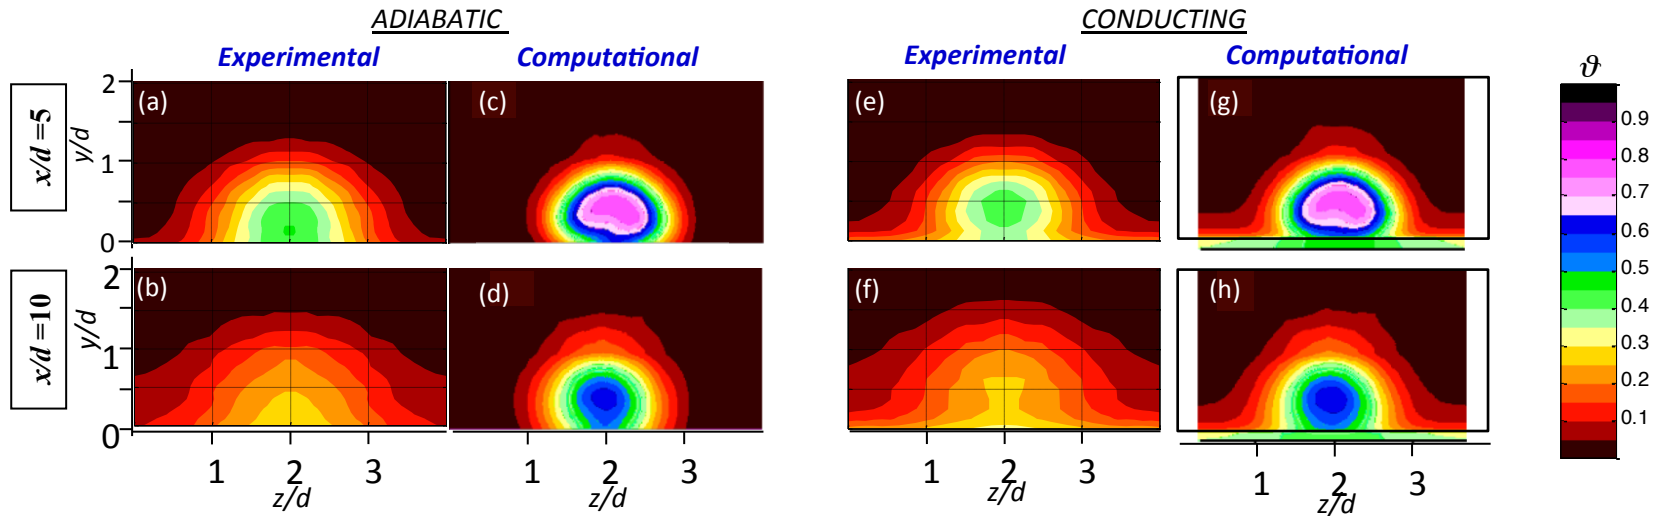 ADIABATIC
CONDUCTING
Experimental Computational
Experimental Computational
ϑ
x/d =5
y/d
2
1
0
(a)
(c)
(e)
(g)
x/d =10
y/d
2
1
0
(b)
(d)
(f)
(h)
1 2 3
z/d
1 2 3
z/d
1 2 3
z/d
1 2 3
z/d
0.9
0.8
0.7
0.6
0.5
0.4
0.3
0.2
0.1